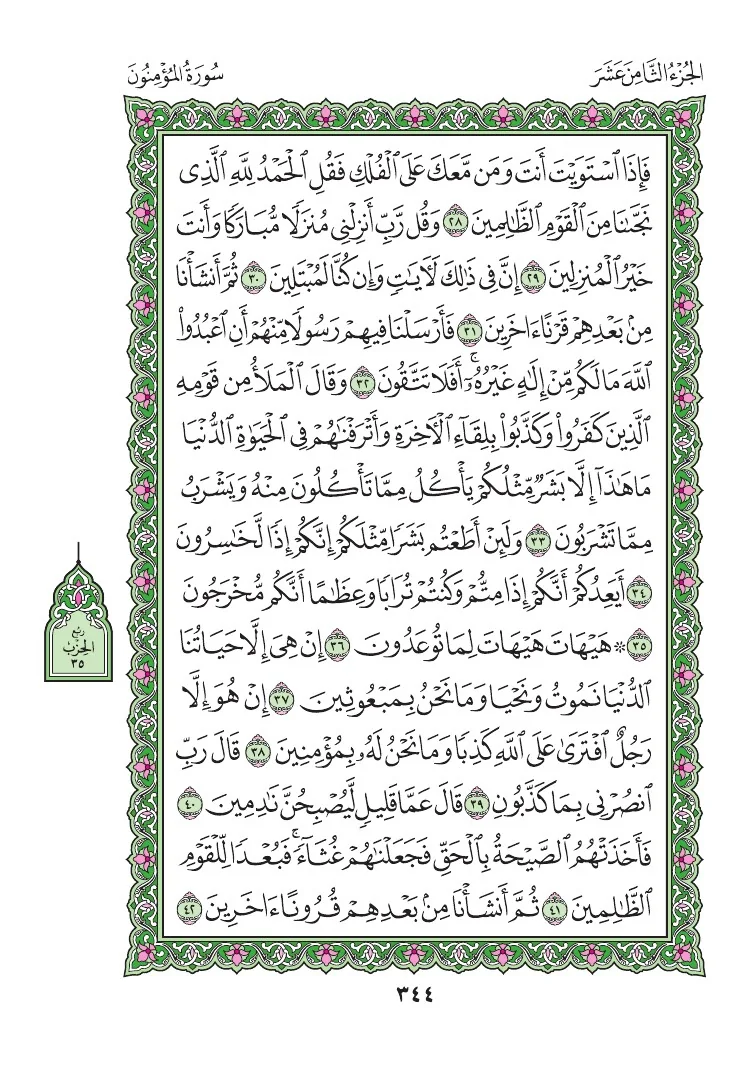 الجُزْءُ الثَّامِنَ عَشَرَ
سُورَةُ المُؤْمِنُونَ
فَإِذَا ٱسْتَوَيْتَ أَنتَ وَمَن مَّعَكَ عَلَى ٱلْفُلْكِ فَقُلِ ٱلْحَمْدُ لِلَّهِ ٱلَّذِى
نَجَّىٰنَا مِنَ ٱلْقَوْمِ ٱلظَّـٰلِمِينَ ٢٨ وَقُل رَّبِّ أَنزِلْنِى مُنزَلًا مُّبَارَكًا وَأَنتَ
خَيْرُ ٱلْمُنزِلِينَ ٢٩ إِنَّ فِى ذَٰلِكَ لَـَٔايَـٰتٍ وَإِن كُنَّا لَمُبْتَلِينَ ٣٠ ثُمَّ أَنشَأْنَا
مِنۢ بَعْدِهِمْ قَرْنًا ءَاخَرِينَ ٣١ فَأَرْسَلْنَا فِيهِمْ رَسُولًا مِّنْهُمْ أَنِ ٱعْبُدُوا۟
ٱللَّهَ مَا لَكُم مِّنْ إِلَـٰهٍ غَيْرُهُۥٓ ۚ أَفَلَا تَتَّقُونَ ٣٢ وَقَالَ ٱلْمَلَأُ مِن قَوْمِهِ
ٱلَّذِينَ كَفَرُوا۟ وَكَذَّبُوا۟ بِلِقَآءِ ٱلْـَٔاخِرَةِ وَأَتْرَفْنَـٰهُمْ فِى ٱلْحَيَوٰةِ ٱلدُّنْيَا
مَا هَـٰذَآ إِلَّا بَشَرٌ مِّثْلُكُمْ يَأْكُلُ مِمَّا تَأْكُلُونَ مِنْهُ وَيَشْرَبُ
مِمَّا تَشْرَبُونَ ٣٣ وَلَئِنْ أَطَعْتُم بَشَرًا مِّثْلَكُمْ إِنَّكُمْ إِذًا لَّخَـٰسِرُونَ
٣٤ أَيَعِدُكُمْ أَنَّكُمْ إِذَا مِتُّمْ وَكُنتُمْ تُرَابًا وَعِظَـٰمًا أَنَّكُم مُّخْرَجُونَ
٣٥ ۞ هَيْهَاتَ هَيْهَاتَ لِمَا تُوعَدُونَ ٣٦ إِنْ هِىَ إِلَّا حَيَاتُنَا
ٱلدُّنْيَا نَمُوتُ وَنَحْيَا وَمَا نَحْنُ بِمَبْعُوثِينَ ٣٧ إِنْ هُوَ إِلَّا
رَجُلٌ ٱفْتَرَىٰ عَلَى ٱللَّهِ كَذِبًا وَمَا نَحْنُ لَهُۥ بِمُؤْمِنِينَ ٣٨ قَالَ رَبِّ
ٱنصُرْنِى بِمَا كَذَّبُونِ ٣٩ قَالَ عَمَّا قَلِيلٍ لَّيُصْبِحُنَّ نَـٰدِمِينَ ٤٠
فَأَخَذَتْهُمُ ٱلصَّيْحَةُ بِٱلْحَقِّ فَجَعَلْنَـٰهُمْ غُثَآءً ۚ فَبُعْدًا لِّلْقَوْمِ
ٱلظَّـٰلِمِينَ ٤١ ثُمَّ أَنشَأْنَا مِنۢ بَعْدِهِمْ قُرُونًا ءَاخَرِينَ ٤٢
رُبْعُ
الحِزْبِ
٣٥
٣٤٤